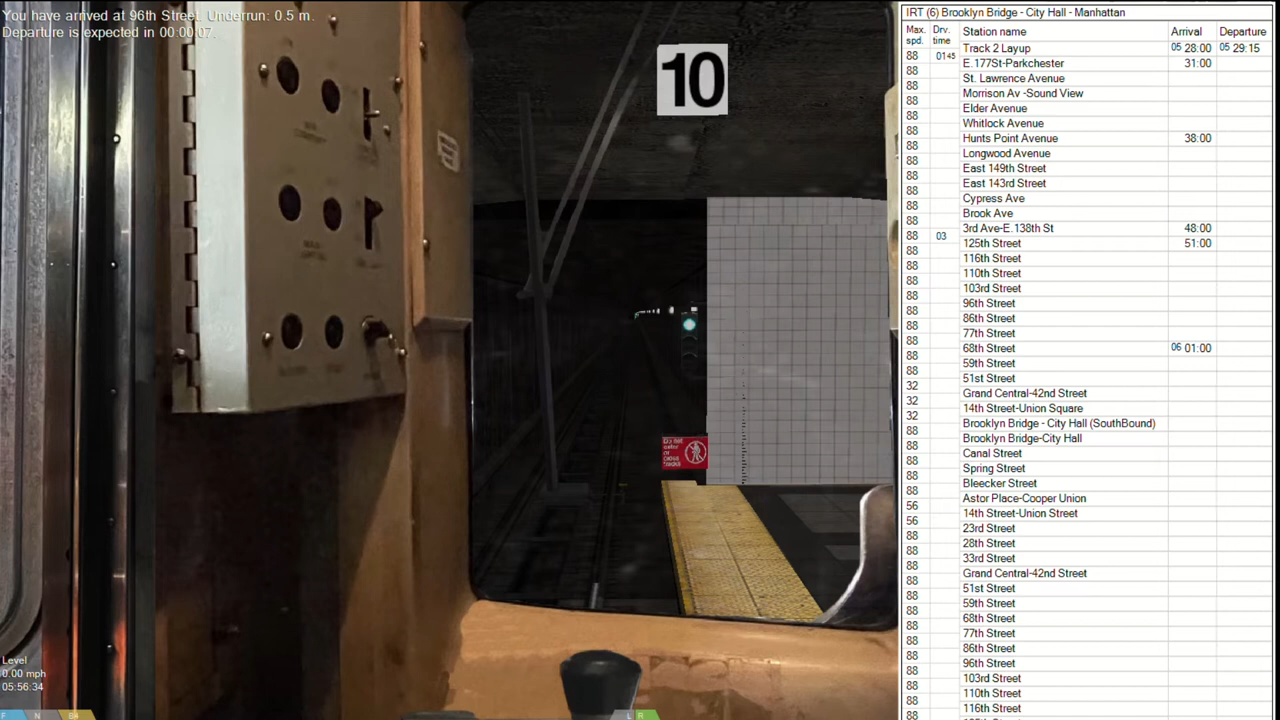 You have arrived at 96th Street. Underrun: 0.5 m.
Departure is expected in 00:00:07.
10
Do not enter or cross tracks
Level
0.00 mph
05:56:34
F N B4
L R
IRT (6) Brooklyn Bridge - City Hall - Manhattan
Max. spd. Drv. time Station name Arrival Departure
Track 2 Layup 05 28:00 05 29:15
88 01 45
E.177St-Parkchester 31:00
88
St. Lawrence Avenue
88
Morrison Av -Sound View
88
Elder Avenue
88
Whitlock Avenue
88
Hunts Point Avenue 38:00
88
Longwood Avenue
88
East 149th Street
88
East 143rd Street
88
Cypress Ave
88
Brook Ave
88
3rd Ave-E.138th St 48:00
88 03
125th Street 51:00
88
116th Street
88
110th Street
88
103rd Street
88
96th Street
88
86th Street
88
77th Street
88
68th Street 06 01:00
88
59th Street
88
51st Street
32
Grand Central-42nd Street
32
14th Street-Union Square
32
Brooklyn Bridge - City Hall (SouthBound)
88
Brooklyn Bridge-City Hall
88
Canal Street
88
Spring Street
88
Bleecker Street
88
Astor Place-Cooper Union
56
14th Street-Union Street
56
23rd Street
88
28th Street
88
33rd Street
88
Grand Central-42nd Street
88
51st Street
88
59th Street
88
68th Street
88
77th Street
88
86th Street
88
96th Street
88
103rd Street
88
110th Street
88
116th Street
88